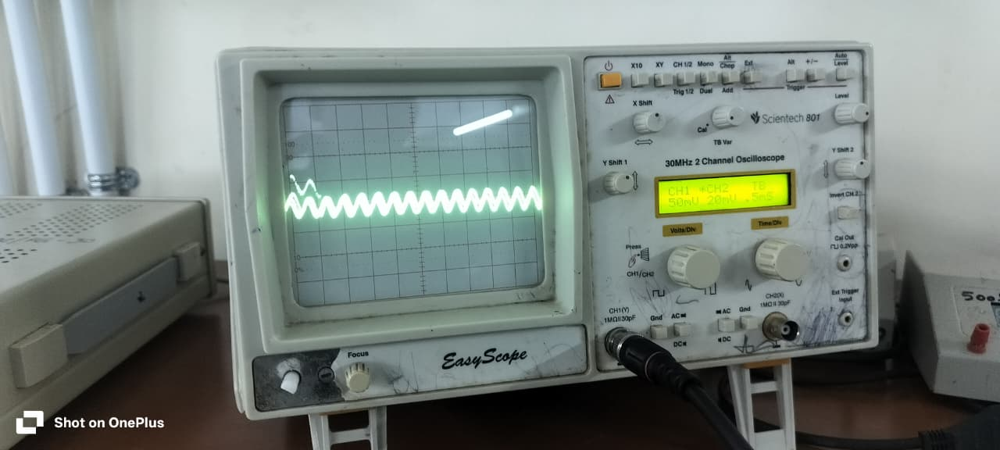 X10 XY CH 1/2 Mono Alt Ext Alt +/- Auto
Chop Level
Trig 1/2 Dual Add Trigger
X Shift
Level
Cal
Scientech 801
TB Var
Y Shift 1
30MHz 2 Channel Oscilloscope
Y Shift 2
CH1 *CH2 TB
50mV 20mV .5mS
Invert CH.2
Volts/Div.
Time/Div
Cal Out
0.2Vpp
Press
CH1/CH2
CH1(Y)
1MΩ II 30pF
CH2(X)
1MΩ II 30pF
Ext Trigger
Input
Gnd AC
DC
AC Gnd
DC
Focus
EasyScope
Shot on OnePlus